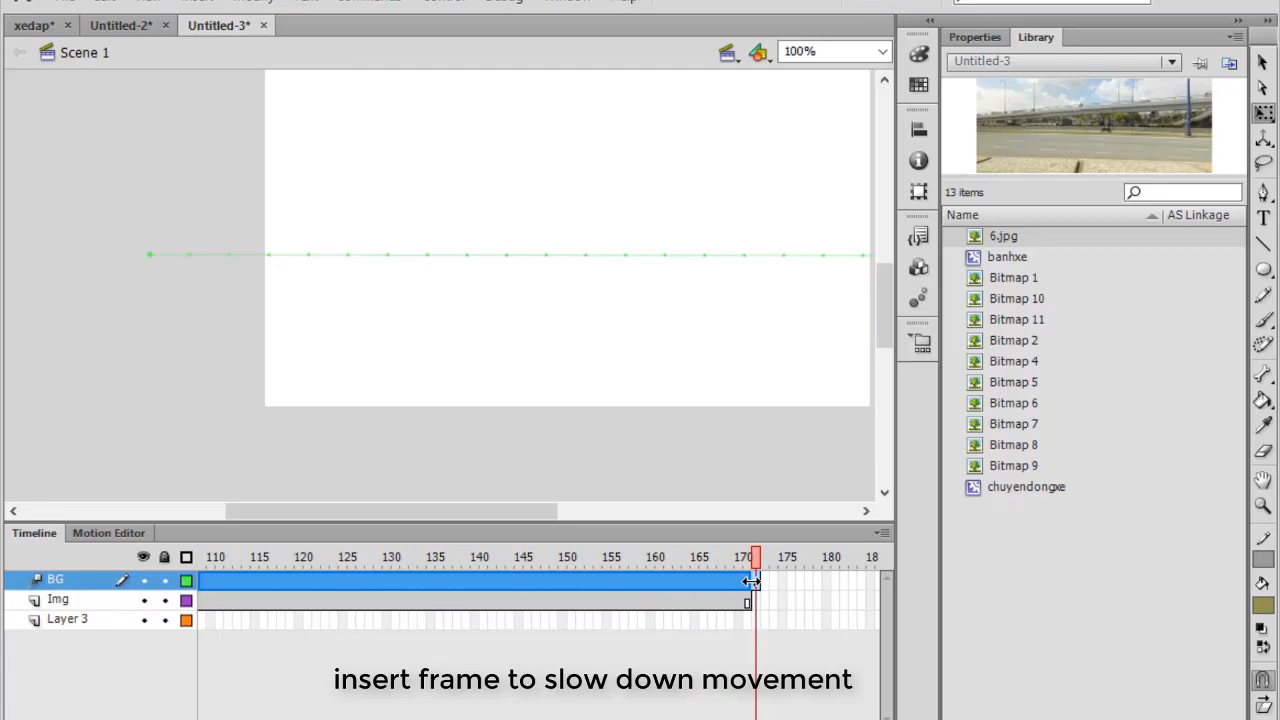 xedap* × Untitled-2* × Untitled-3* ×
Scene 1
100%
Properties Library
Untitled-3
13 items
Name AS Linkage
6.jpg
banhxe
Bitmap 1
Bitmap 10
Bitmap 11
Bitmap 2
Bitmap 4
Bitmap 5
Bitmap 6
Bitmap 7
Bitmap 8
Bitmap 9
chuyendongxe
Timeline Motion Editor
110 115 120 125 130 135 140 145 150 155 160 165 170 175 180 18
BG
Img
Layer 3
insert frame to slow down movement